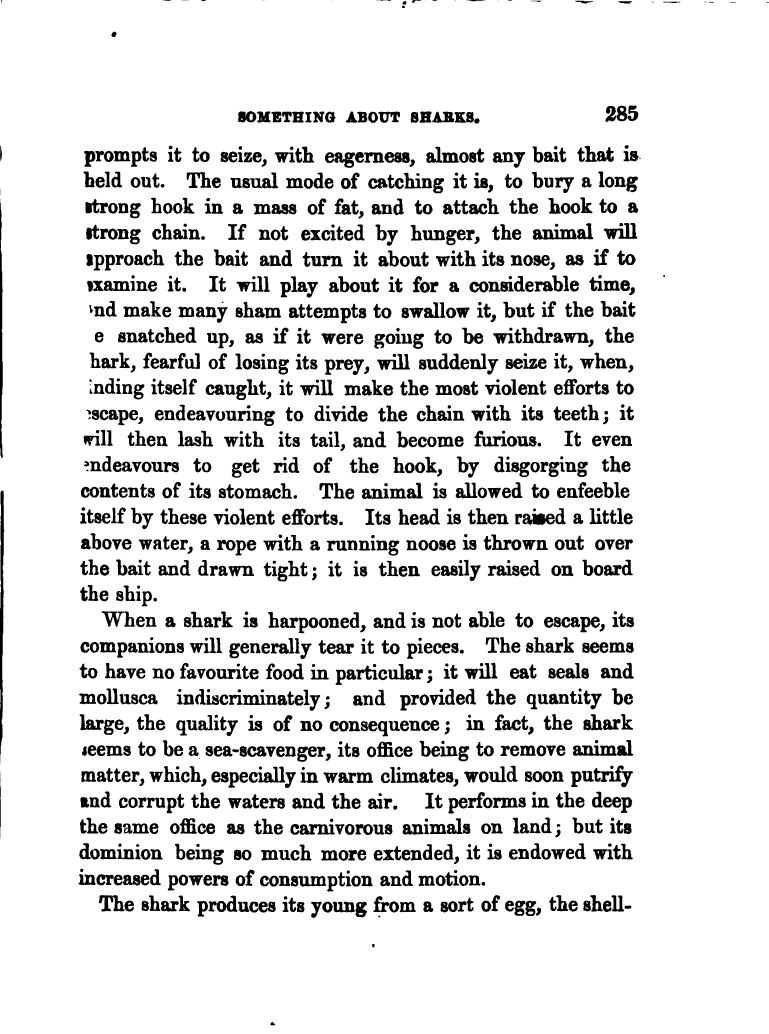 SOMETHING ABOUT SHARKS. 285
prompts it to seize, with eagerness, almost any bait that is
held out. The usual mode of catching it is, to bury a long
strong hook in a mass of fat, and to attach the hook to a
strong chain. If not excited by hunger, the animal will
approach the bait and turn it about with its nose, as if to
examine it. It will play about it for a considerable time,
and make many sham attempts to swallow it, but if the bait
e snatched up, as if it were going to be withdrawn, the
hark, fearful of losing its prey, will suddenly seize it, when,
inding itself caught, it will make the most violent efforts to
escape, endeavouring to divide the chain with its teeth; it
will then lash with its tail, and become furious. It even
endeavours to get rid of the hook, by disgorging the
contents of its stomach. The animal is allowed to enfeeble
itself by these violent efforts. Its head is then raised a little
above water, a rope with a running noose is thrown out over
the bait and drawn tight; it is then easily raised on board
the ship.
When a shark is harpooned, and is not able to escape, its
companions will generally tear it to pieces. The shark seems
to have no favourite food in particular; it will eat seals and
mollusca indiscriminately; and provided the quantity be
large, the quality is of no consequence; in fact, the shark
seems to be a sea-scavenger, its office being to remove animal
matter, which, especially in warm climates, would soon putrify
and corrupt the waters and the air. It performs in the deep
the same office as the carnivorous animals on land; but its
dominion being so much more extended, it is endowed with
increased powers of consumption and motion.
The shark produces its young from a sort of egg, the shell-